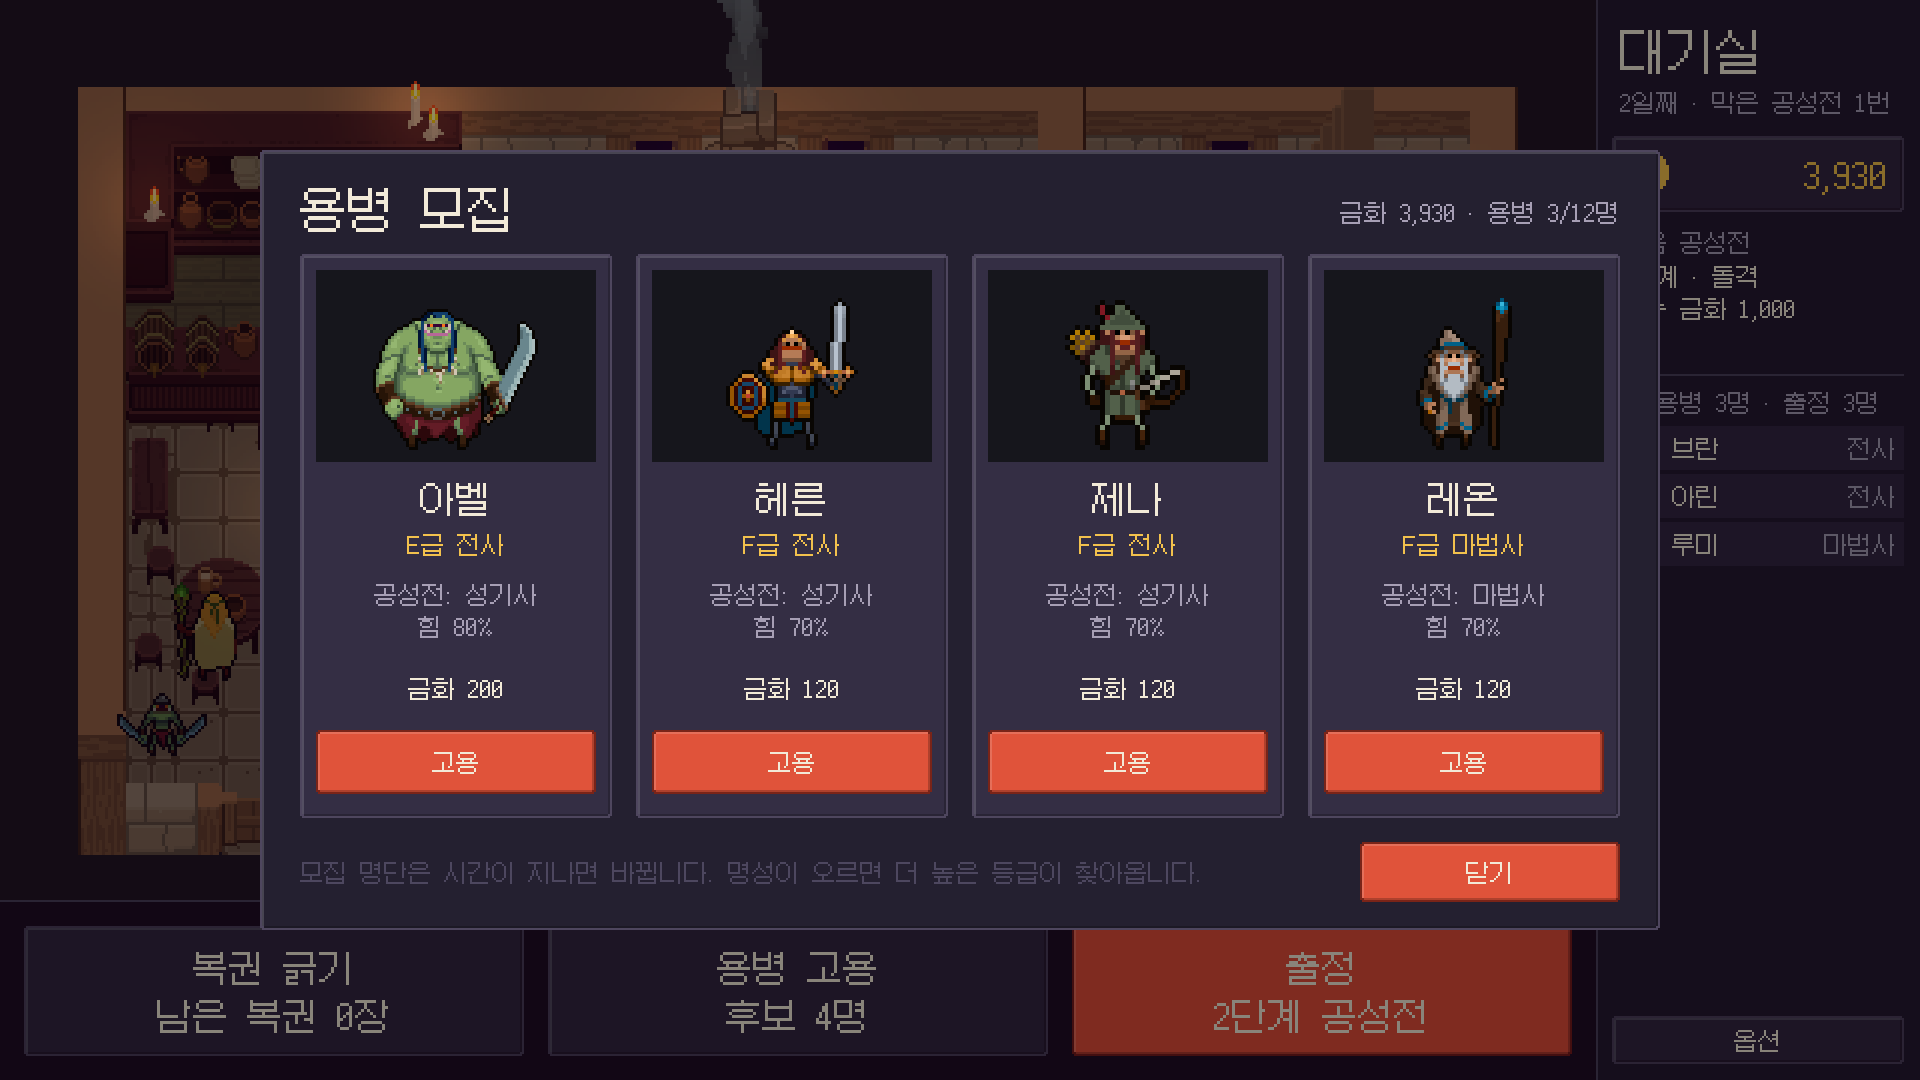 대기실
2일째 · 막은 공성전 1번
3,930
공성전
· 돌격
금화 1,000
용병 3명 · 출정 3명
브란 전사
아린 전사
루미 마법사
용병 모집
금화 3,930 · 용병 3/12명
아벨
E급 전사
공성전: 성기사
힘 80%
금화 200
고용
헤른
F급 전사
공성전: 성기사
힘 70%
금화 120
고용
제나
F급 전사
공성전: 성기사
힘 70%
금화 120
고용
레온
F급 마법사
공성전: 마법사
힘 70%
금화 120
고용
모집 명단은 시간이 지나면 바뀝니다. 명성이 오르면 더 높은 등급이 찾아옵니다.
닫기
복권 긁기
남은 복권 0장
용병 고용
후보 4명
출정
2단계 공성전
옵션